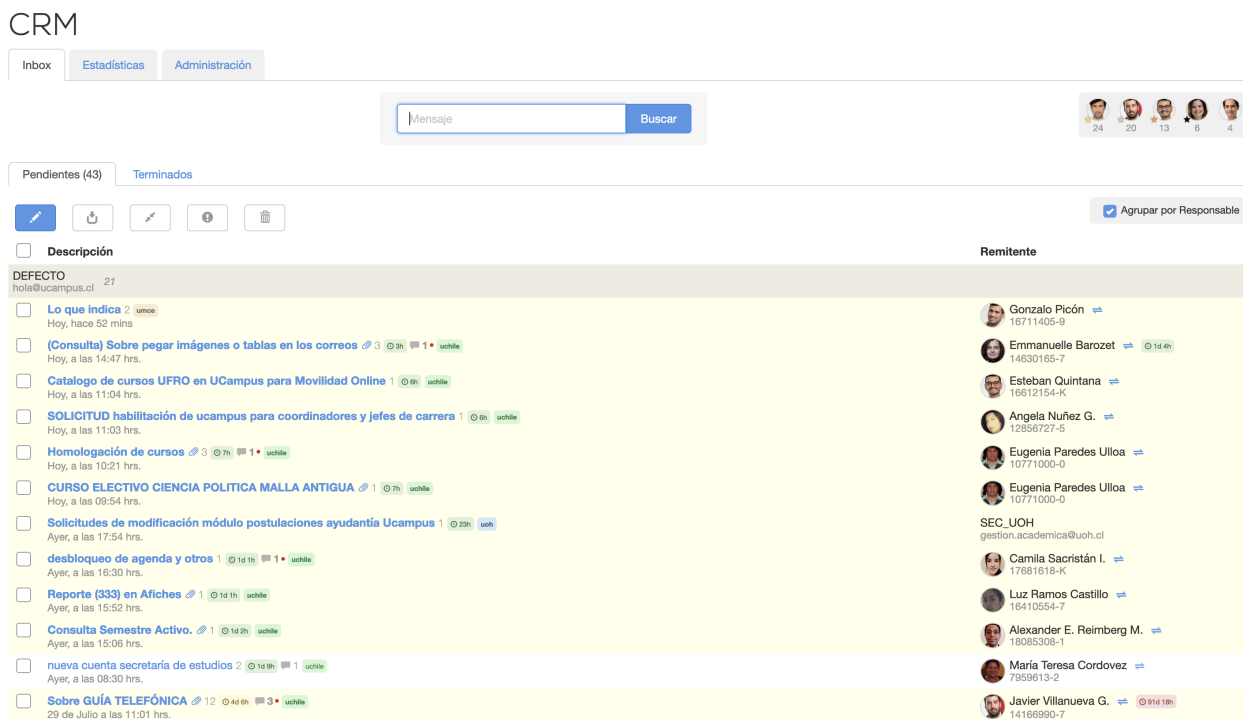 CRM
Inbox Estadísticas Administración
Mensaje Buscar
24 20 13 6 4
Pendientes (43) Terminados
Agrupar por Responsable
Descripción Remitente
DEFECTO 21
hola@ucampus.cl
Lo que indica 2 umce Gonzalo Picón
Hoy, hace 52 mins 16711405-9
(Consulta) Sobre pegar imágenes o tablas en los correos 3 3h 1 uchile Emmanuelle Barozet 1d 4h
Hoy, a las 14:47 hrs. 14630165-7
Catalogo de cursos UFRO en UCampus para Movilidad Online 1 6h uchile Esteban Quintana
Hoy, a las 11:04 hrs. 16612154-K
SOLICITUD habilitación de ucampus para coordinadores y jefes de carrera 1 6h uchile Angela Nuñez G.
Hoy, a las 11:03 hrs. 12856727-5
Homologación de cursos 3 7h 1 uchile Eugenia Paredes Ulloa
Hoy, a las 10:21 hrs. 10771000-0
CURSO ELECTIVO CIENCIA POLITICA MALLA ANTIGUA 1 7h uchile Eugenia Paredes Ulloa
Hoy, a las 09:54 hrs. 10771000-0
Solicitudes de modificación módulo postulaciones ayudantía Ucampus 1 23h uoh SEC_UOH
Ayer, a las 17:54 hrs. gestion.academica@uoh.cl
desbloqueo de agenda y otros 1 1d 1h 1 uchile Camila Sacristán I.
Ayer, a las 16:30 hrs. 17681618-K
Reporte (333) en Afiches 1 1d 1h uchile Luz Ramos Castillo
Ayer, a las 15:52 hrs. 16410554-7
Consulta Semestre Activo. 1 1d 2h uchile Alexander E. Reimberg M.
Ayer, a las 15:06 hrs. 18085308-1
nueva cuenta secretaría de estudios 2 1d 9h 1 uchile María Teresa Cordovez
Ayer, a las 08:30 hrs. 7959613-2
Sobre GUÍA TELEFÓNICA 12 4d 6h 3 uchile Javier Villanueva G. 91d 18h
29 de Julio a las 11:01 hrs. 14166990-7